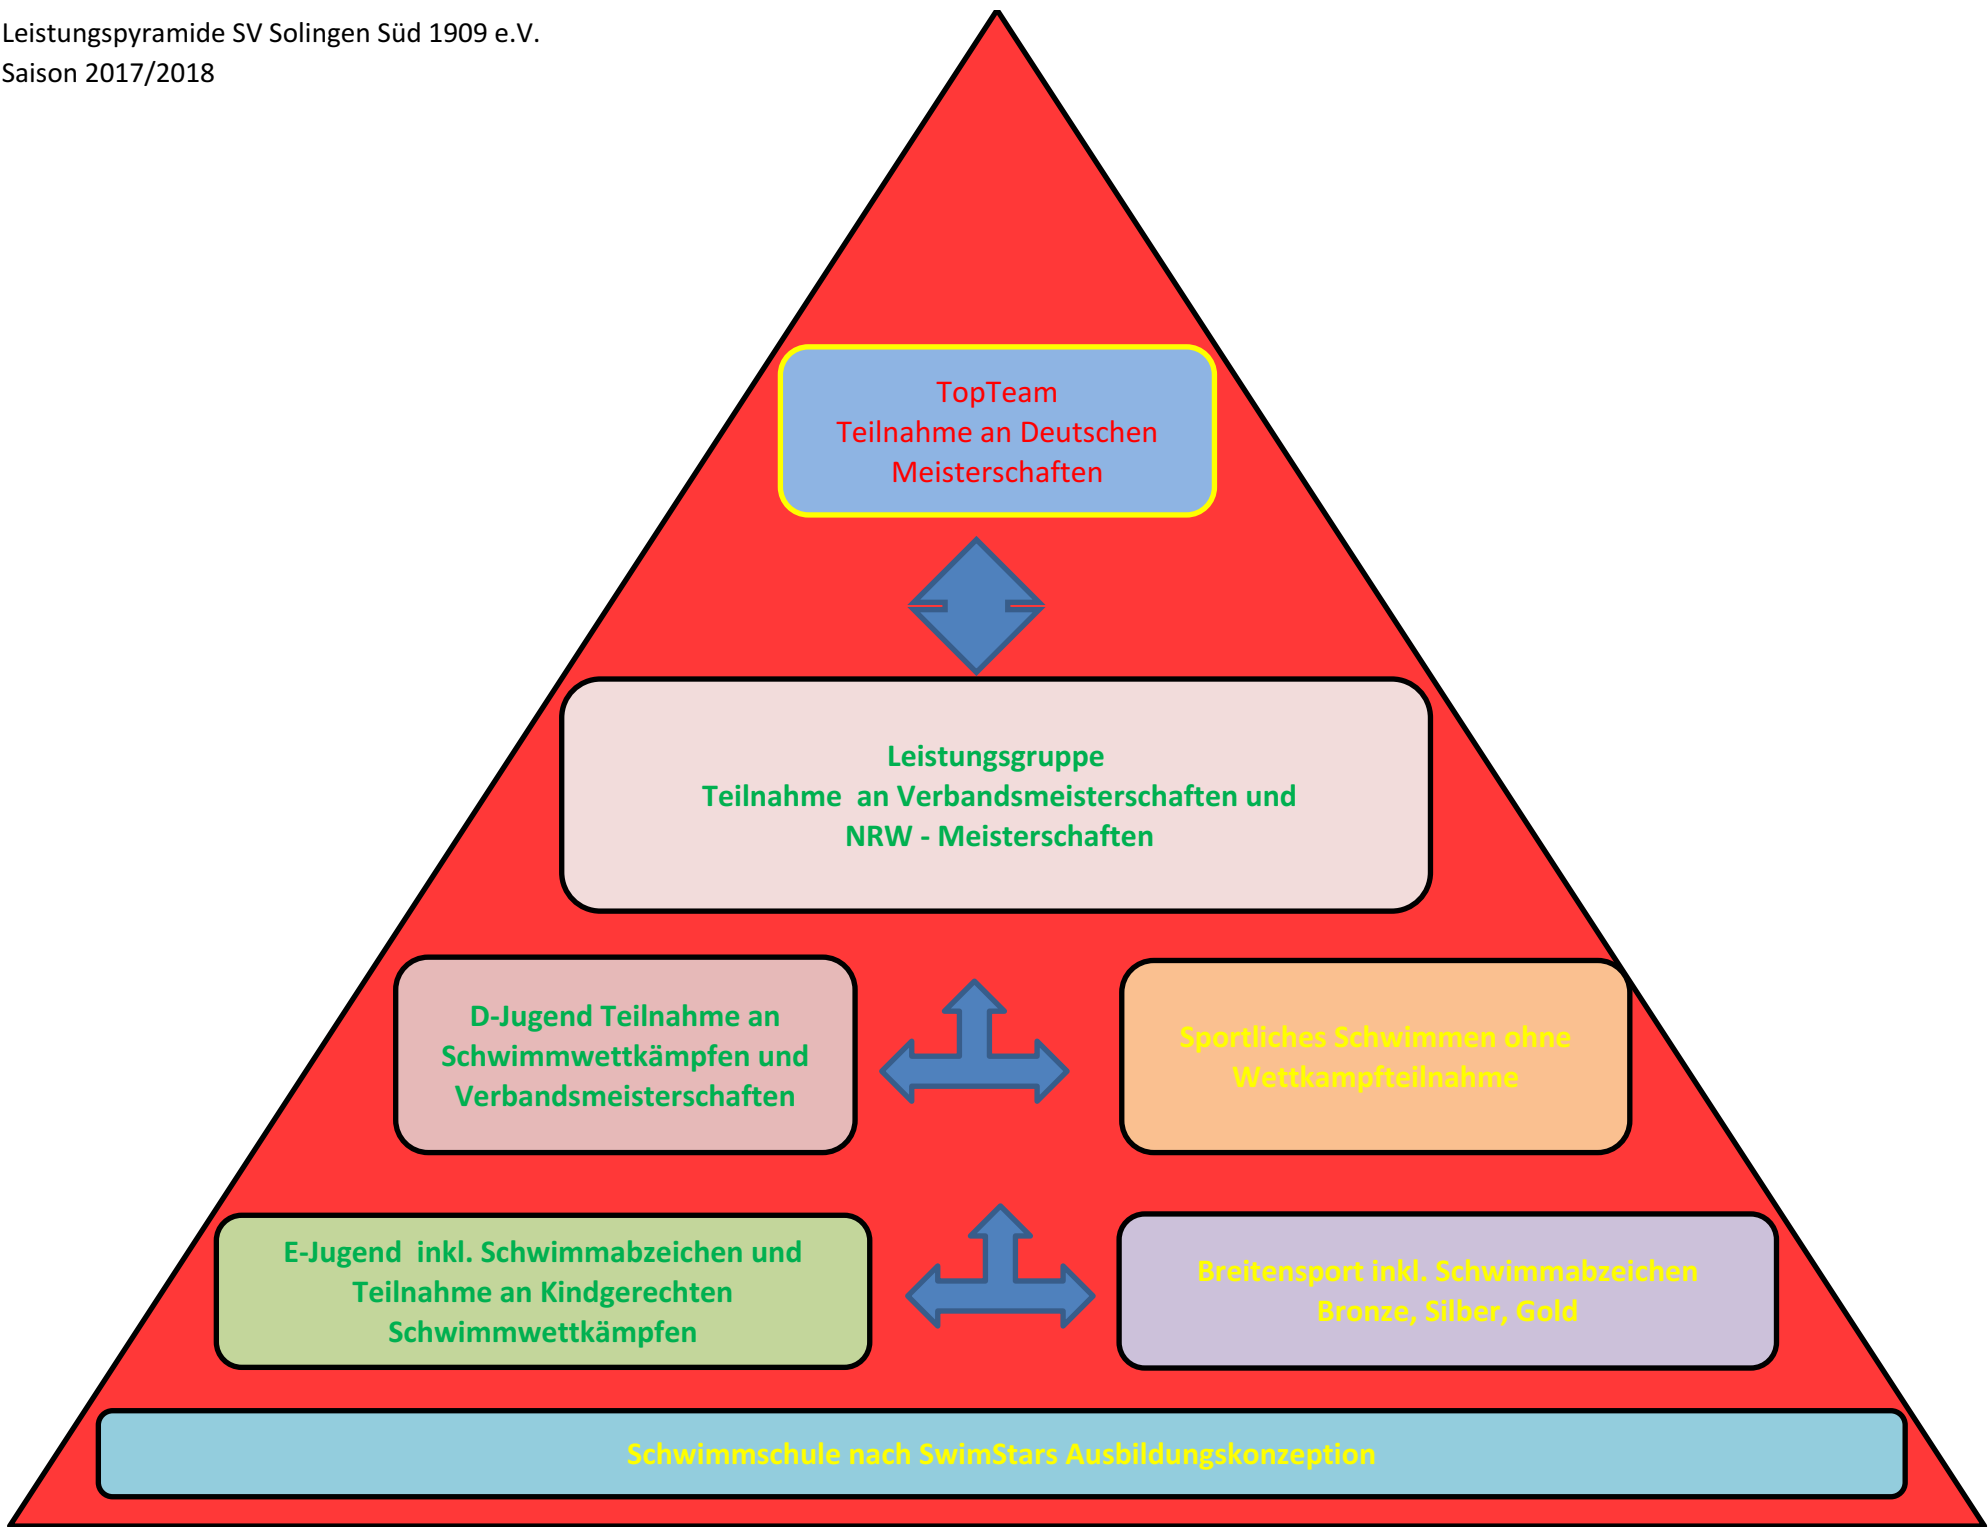 Leistungspyramide SV Solingen Süd 1909 e.V.
Saison 2017/2018
TopTeam
Teilnahme an Deutschen
Meisterschaften
Leistungsgruppe
Teilnahme  an Verbandsmeisterschaften und
NRW - Meisterschaften
D-Jugend Teilnahme an
Schwimmwettkämpfen und
Verbandsmeisterschaften
Sportliches Schwimmen ohne
Wettkampfteilnahme
E-Jugend  inkl. Schwimmabzeichen und
Teilnahme an Kindgerechten
Schwimmwettkämpfen
Breitensport inkl. Schwimmabzeichen
Bronze, Silber, Gold
Schwimmschule nach SwimStars Ausbildungskonzeption